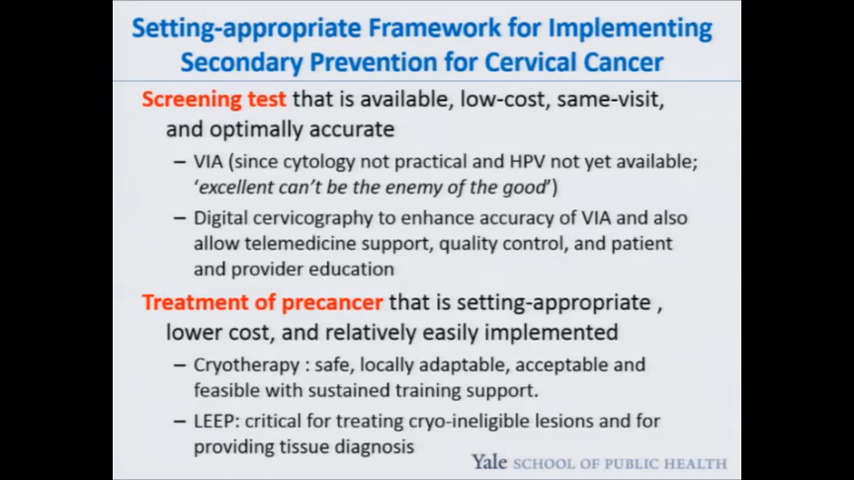 Setting-appropriate Framework for Implementing
Secondary Prevention for Cervical Cancer
Screening test that is available, low-cost, same-visit,
and optimally accurate
– VIA (since cytology not practical and HPV not yet available;
‘excellent can’t be the enemy of the good’)
– Digital cervicography to enhance accuracy of VIA and also
allow telemedicine support, quality control, and patient
and provider education
Treatment of precancer that is setting-appropriate ,
lower cost, and relatively easily implemented
– Cryotherapy : safe, locally adaptable, acceptable and
feasible with sustained training support.
– LEEP: critical for treating cryo-ineligible lesions and for
providing tissue diagnosis
Yale SCHOOL OF PUBLIC HEALTH